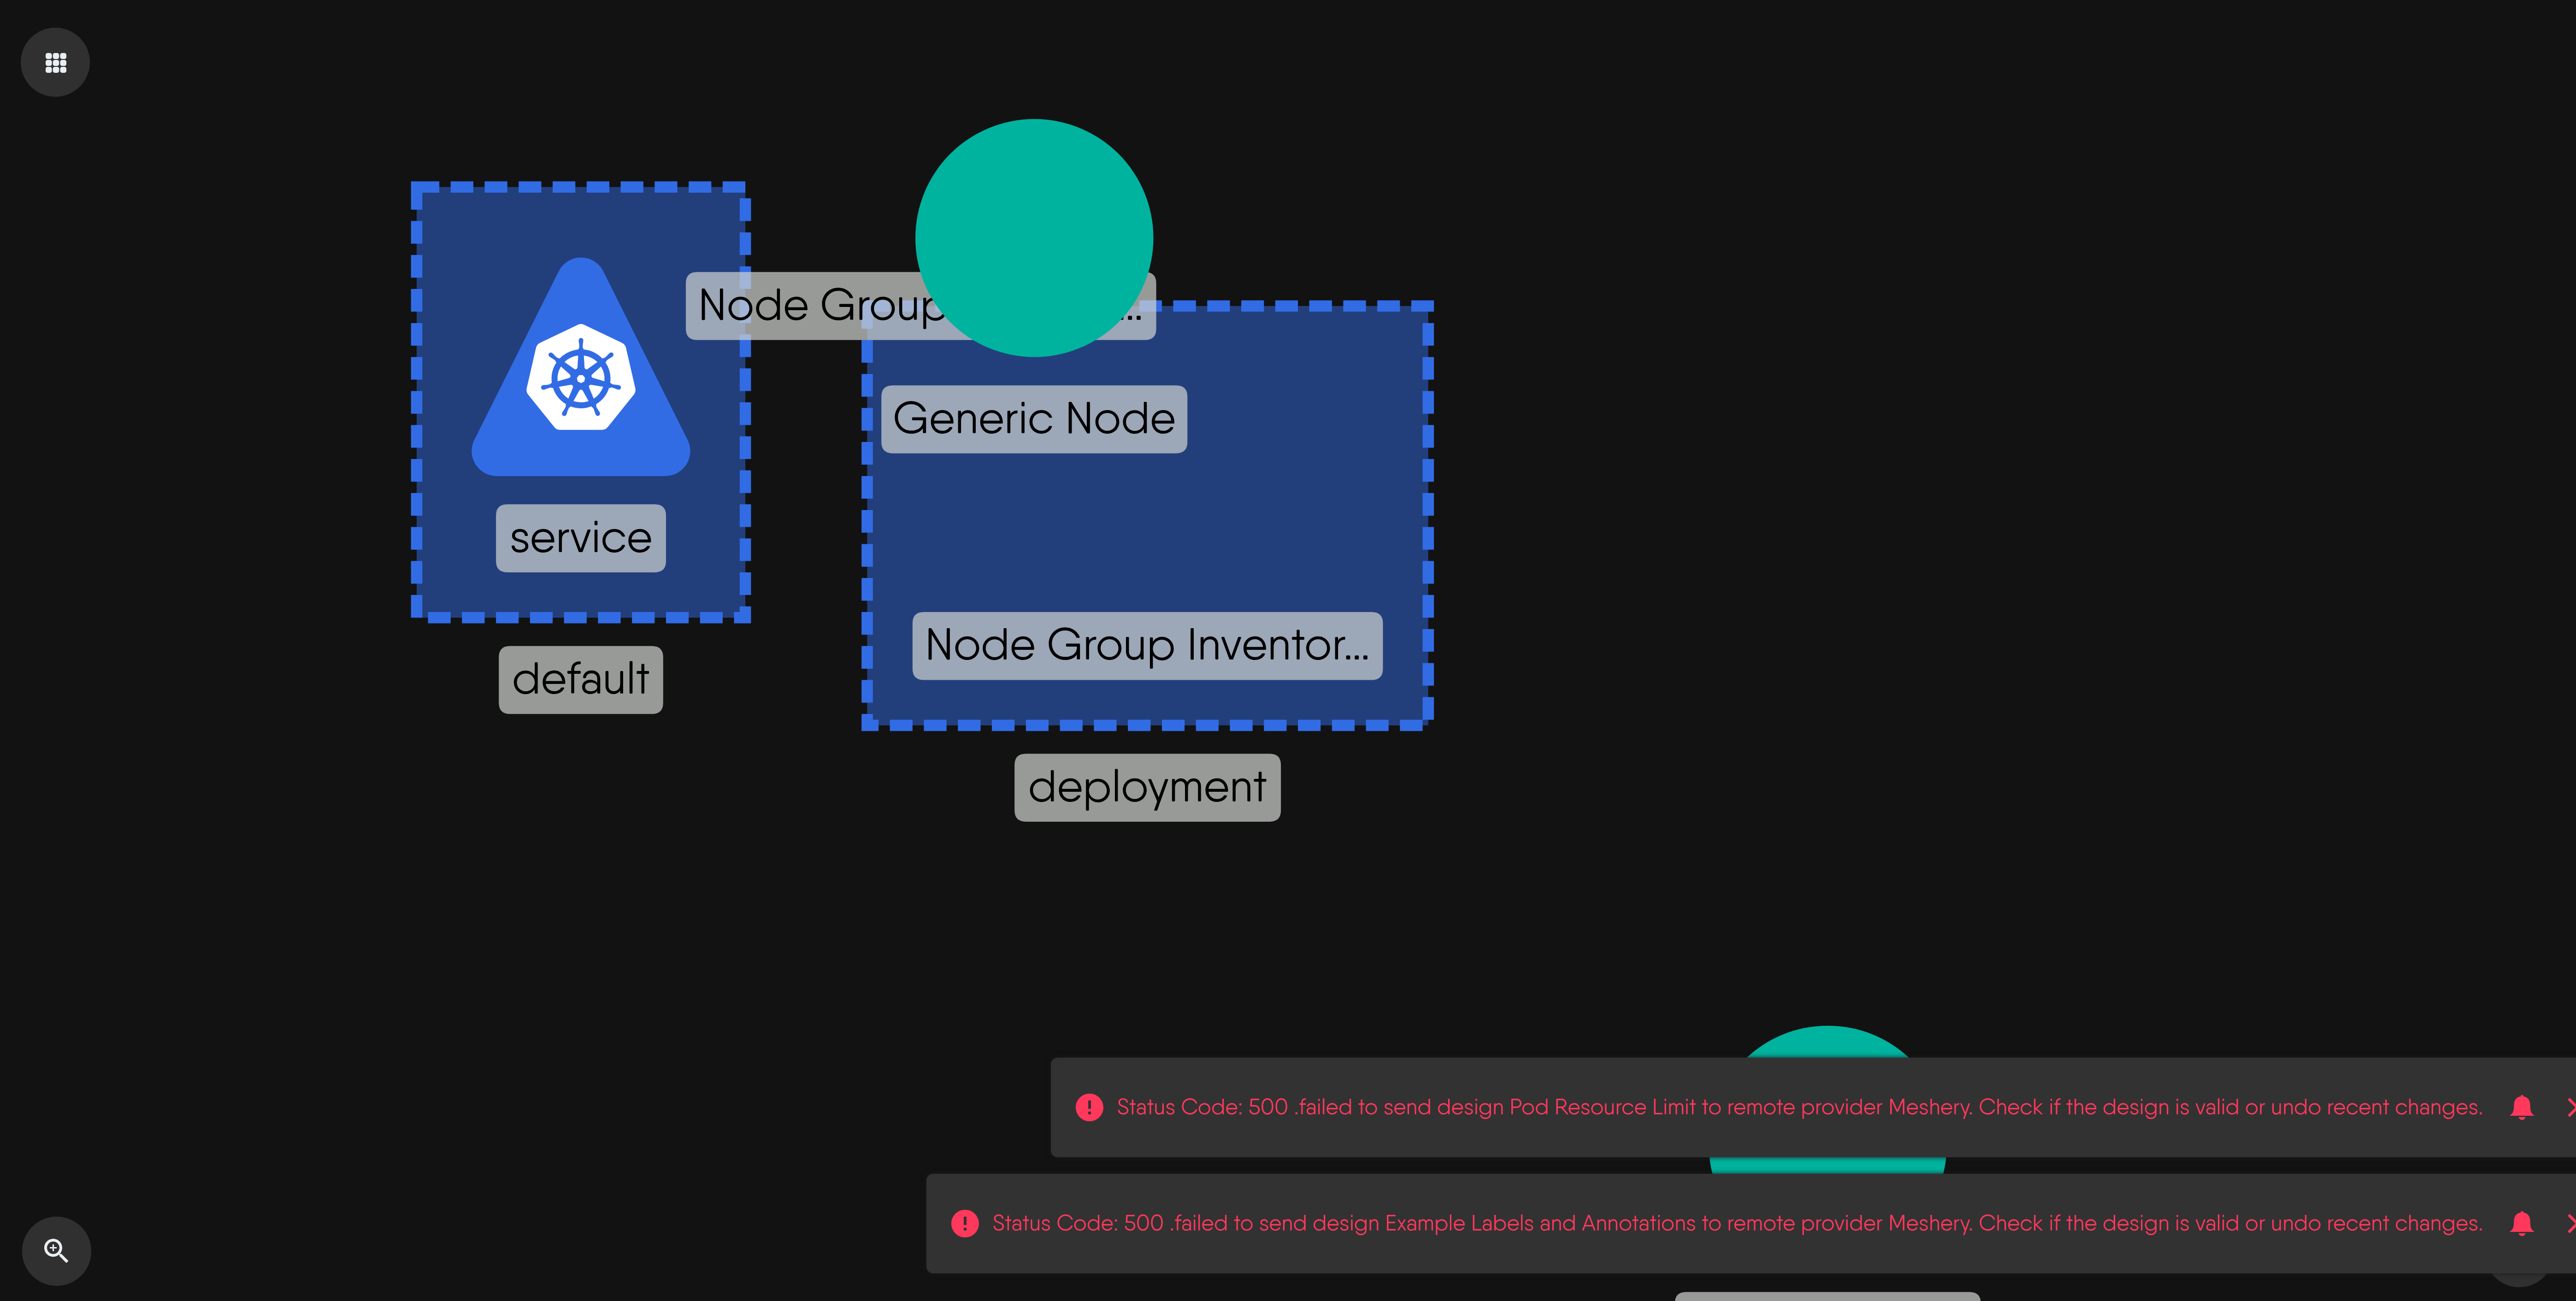 Node Group
...
Generic Node
service
Node Group Inventor...
default
deployment
Status Code: 500 .failed to send design Pod Resource Limit to remote provider Meshery. Check if the design is valid or undo recent changes.
Status Code: 500 .failed to send design Example Labels and Annotations to remote provider Meshery. Check if the design is valid or undo recent changes.